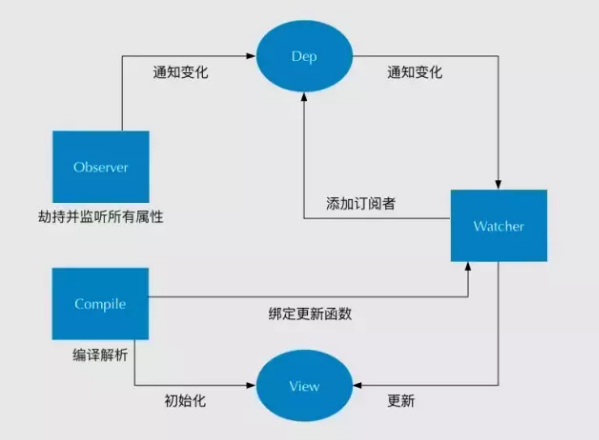 Dep
通知变化
通知变化
Observer
劫持并监听所有属性
添加订阅者
Watcher
Compile
绑定更新函数
编译解析
View
初始化
更新